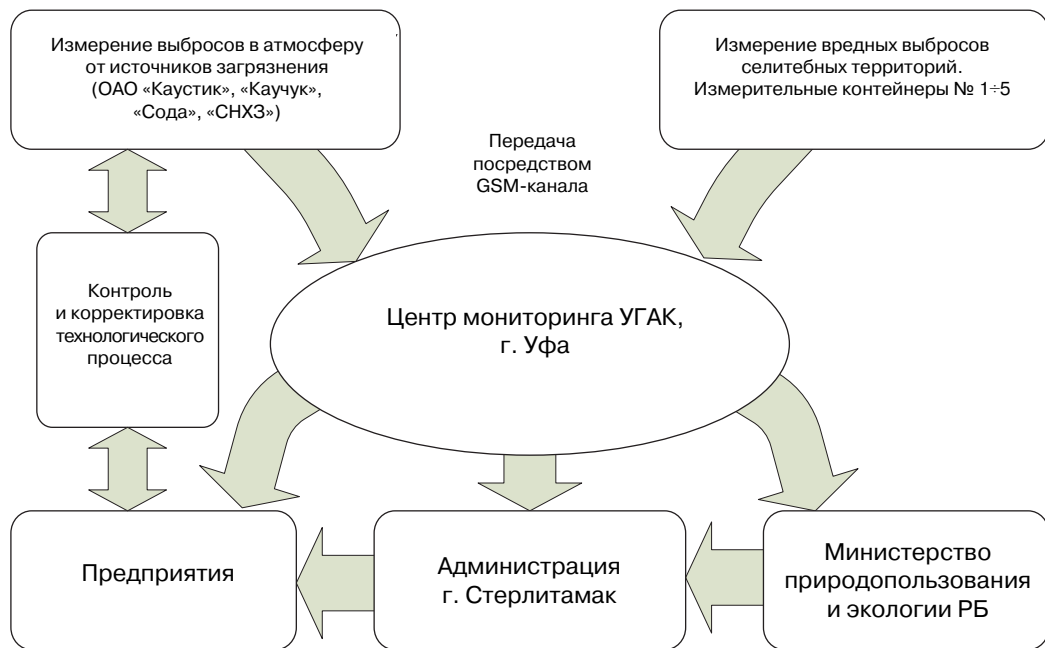 Измерение выбросов в атмосферу
от источников загрязнения
(ОАО «Каустик», «Каучук»,
«Сода», «СНХЗ»)
Измерение вредных выбросов
селитебных территорий.
Измерительные контейнеры № 1÷5
Передача
посредством
GSM-канала
Контроль
и корректировка
технологического
процесса
Центр мониторинга УГАК,
г. Уфа
Предприятия
Администрация
г. Стерлитамак
Министерство
природопользования
и экологии РБ